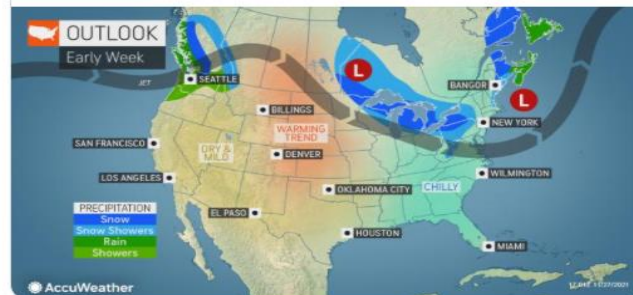 OUTLOOK
Early Week
JET
SEATTLE
L
BANGOR
L
BILLINGS
NEW YORK
WARMING
TREND
SAN FRANCISCO
DRY &
MILD
DENVER
LOS ANGELES
OKLAHOMA CITY
CHILLY
WILMINGTON
PRECIPITATION
Snow
Snow Showers
Rain
Showers
EL PASO
HOUSTON
MIAMI
AccuWeather